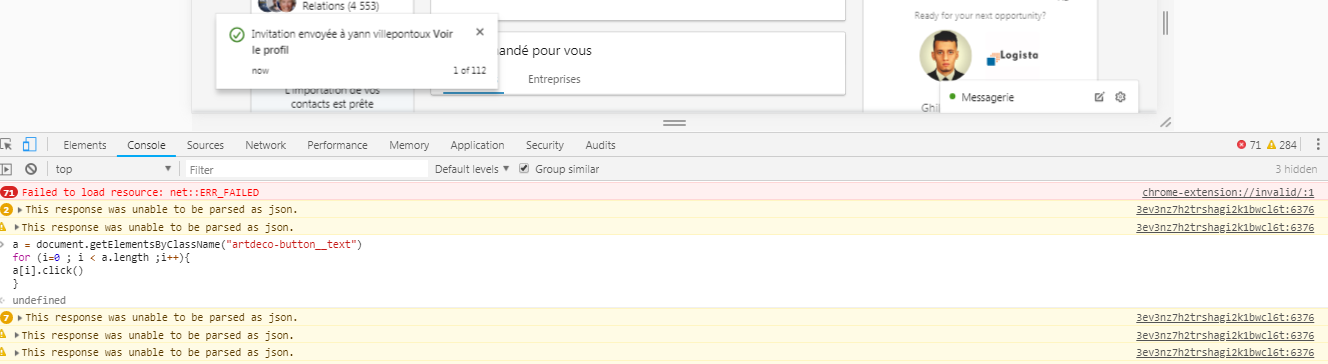 Relations (4 553)
Ready for your next opportunity?
Invitation envoyée à yann villepontoux Voir
le profil
now
1 of 112
andé pour vous
Entreprises
L'importation de vos
contacts est prête
Logista
Messagerie
Elements Console Sources Network Performance Memory Application Security Audits
71 284
top
Filter
Default levels
Group similar
3 hidden
71 Failed to load resource: net::ERR_FAILED chrome-extension://invalid/:1
2 This response was unable to be parsed as json. 3ev3nz7h2trshagi2k1bwcl6t:6376
This response was unable to be parsed as json. 3ev3nz7h2trshagi2k1bwcl6t:6376
a = document.getElementsByClassName("artdeco-button__text")
for (i=0 ; i < a.length ;i++){
a[i].click()
}
undefined
7 This response was unable to be parsed as json. 3ev3nz7h2trshagi2k1bwcl6t:6376
This response was unable to be parsed as json. 3ev3nz7h2trshagi2k1bwcl6t:6376
This response was unable to be parsed as json. 3ev3nz7h2trshagi2k1bwcl6t:6376